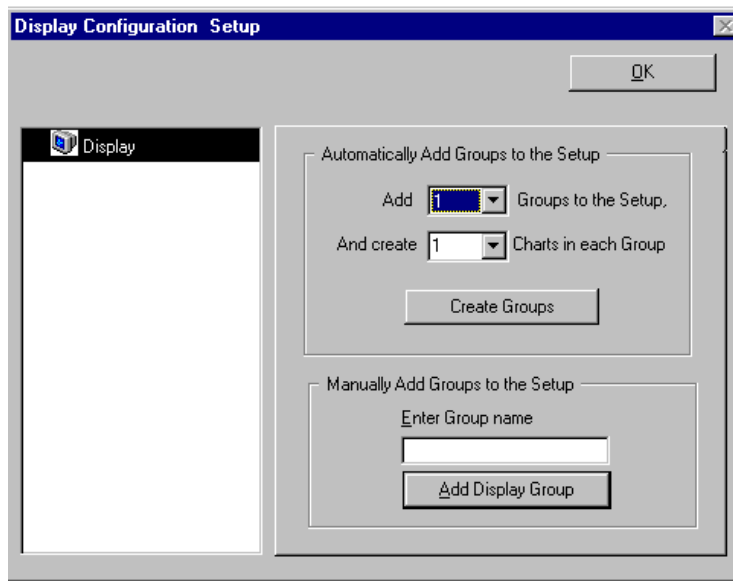 Display Configuration Setup
OK
Display
Automatically Add Groups to the Setup
Add 1 Groups to the Setup,
And create 1 Charts in each Group
Create Groups
Manually Add Groups to the Setup
Enter Group name
Add Display Group